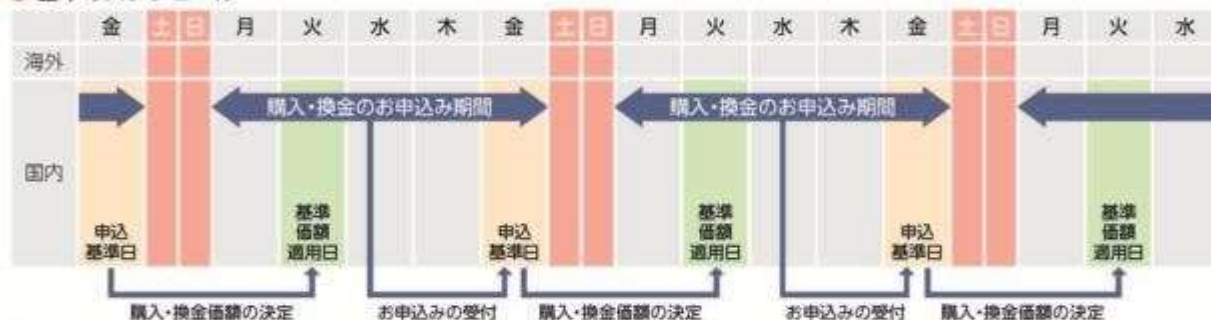 金 土 日 月 火 水 木 金 土 日 月 火 水 木 金 土 日 月 火 水
海外
購入・換金のお申込み期間 購入・換金のお申込み期間
国内
申込
基準日
基準
価額
適用日
申込
基準日
基準
価額
適用日
申込
基準日
基準
価額
適用日
購入・換金価額の決定 お申込みの受付 購入・換金価額の決定 お申込みの受付 購入・換金価額の決定